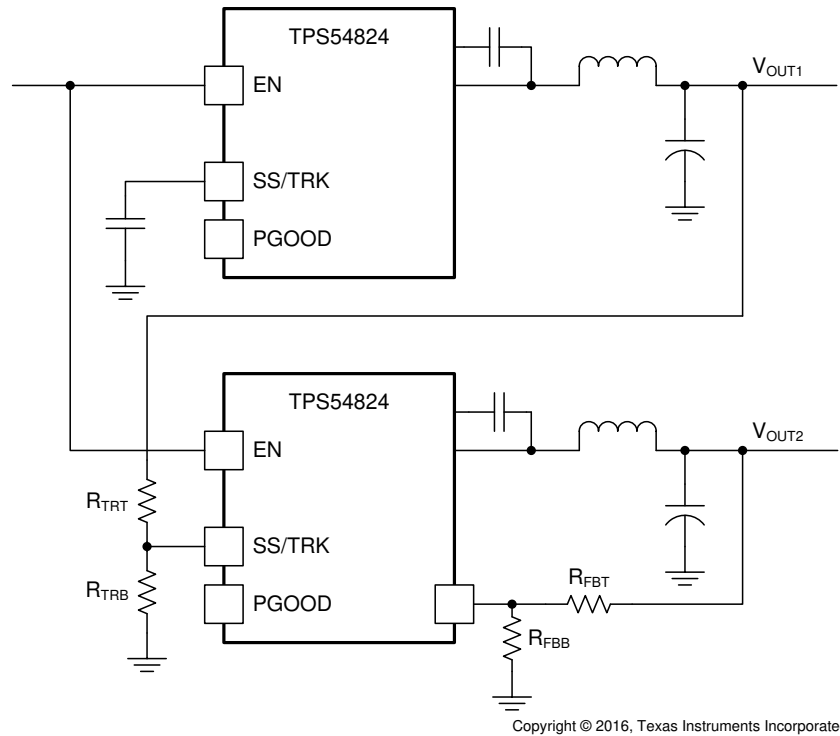 TPS54824
EN
SS/TRK
PGOOD
VOUT1
TPS54824
EN
SS/TRK
PGOOD
VOUT2
RTRT
RTRB
RFBT
RFBB
Copyright © 2016, Texas Instruments Incorporate